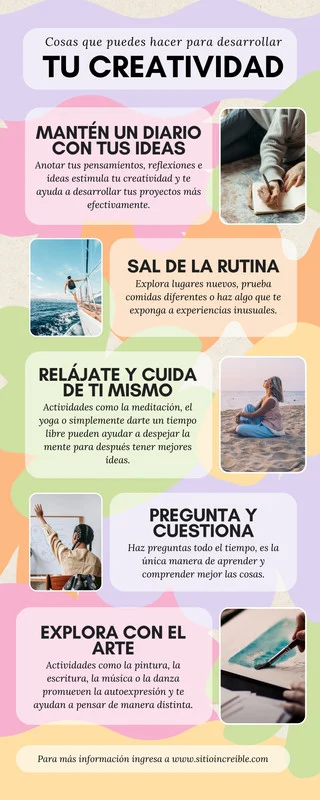 Cosas que puedes hacer para desarrollar
TU CREATIVIDAD
MANTÉN UN DIARIO
CON TUS IDEAS
Anotar tus pensamientos, reflexiones e
ideas estimula tu creatividad y te
ayuda a desarrollar tus proyectos más
efectivamente.
SAL DE LA RUTINA
Explora lugares nuevos, prueba
comidas diferentes o haz algo que te
exponga a experiencias inusuales.
RELÁJATE Y CUIDA
DE TI MISMO
Actividades como la meditación, el
yoga o simplemente darte un tiempo
libre pueden ayudar a despejar la
mente para después tener mejores
ideas.
PREGUNTA Y
CUESTIONA
Haz preguntas todo el tiempo, es la
única manera de aprender y
comprender mejor las cosas.
EXPLORA CON EL
ARTE
Actividades como la pintura, la
escritura, la música o la danza
promueven la autoexpresión y te
ayudan a pensar de manera distinta.
Para más información ingresa a www.sitioincreible.com